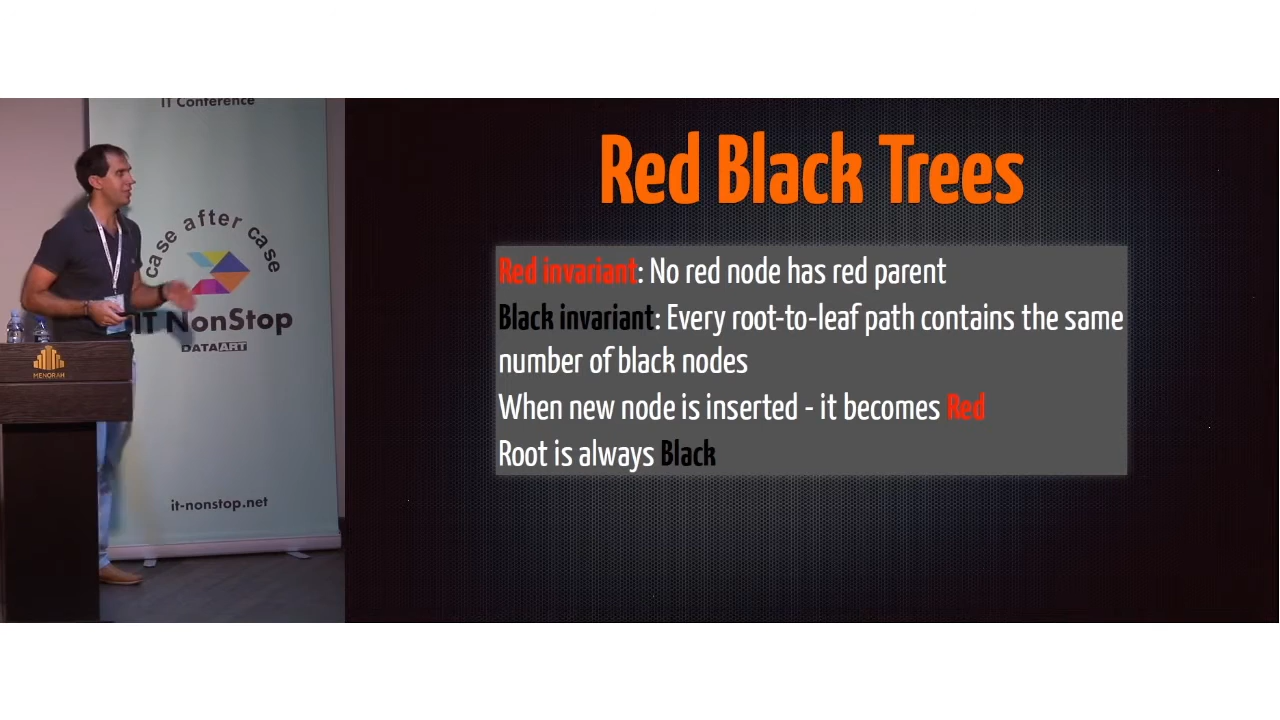 IT Conference
case after case
IT NonStop
DATAART
MENORAH
it-nonstop.net
Red Black Trees
Red invariant: No red node has red parent
Black invariant: Every root-to-leaf path contains the same
number of black nodes
When new node is inserted - it becomes Red
Root is always Black